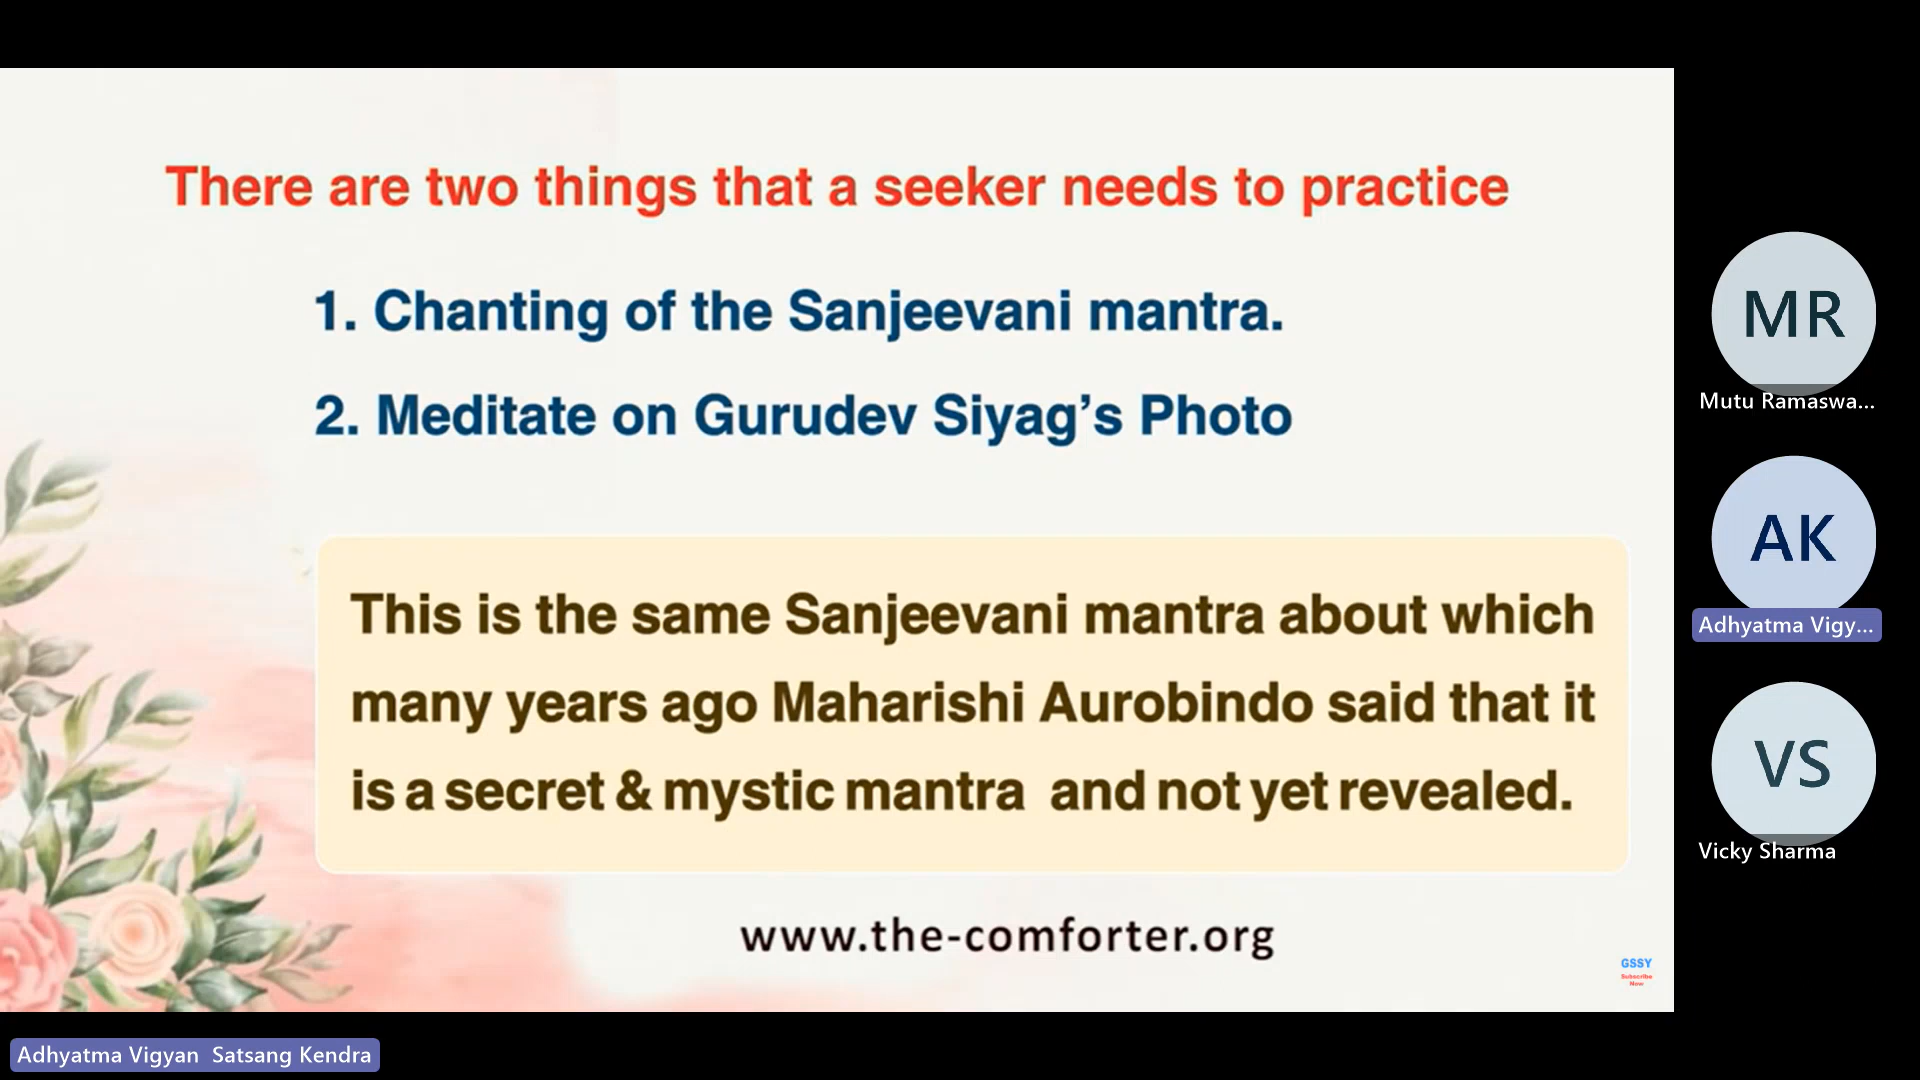 There are two things that a seeker needs to practice
1. Chanting of the Sanjeevani mantra.
2. Meditate on Gurudev Siyag's Photo
This is the same Sanjeevani mantra about which
many years ago Maharishi Aurobindo said that it
is a secret & mystic mantra and not yet revealed.
www.the-comforter.org
GSSY
Subscribe
Now
MR
Mutu Ramaswa...
AK
Adhyatma Vigy...
VS
Vicky Sharma
Adhyatma Vigyan Satsang Kendra